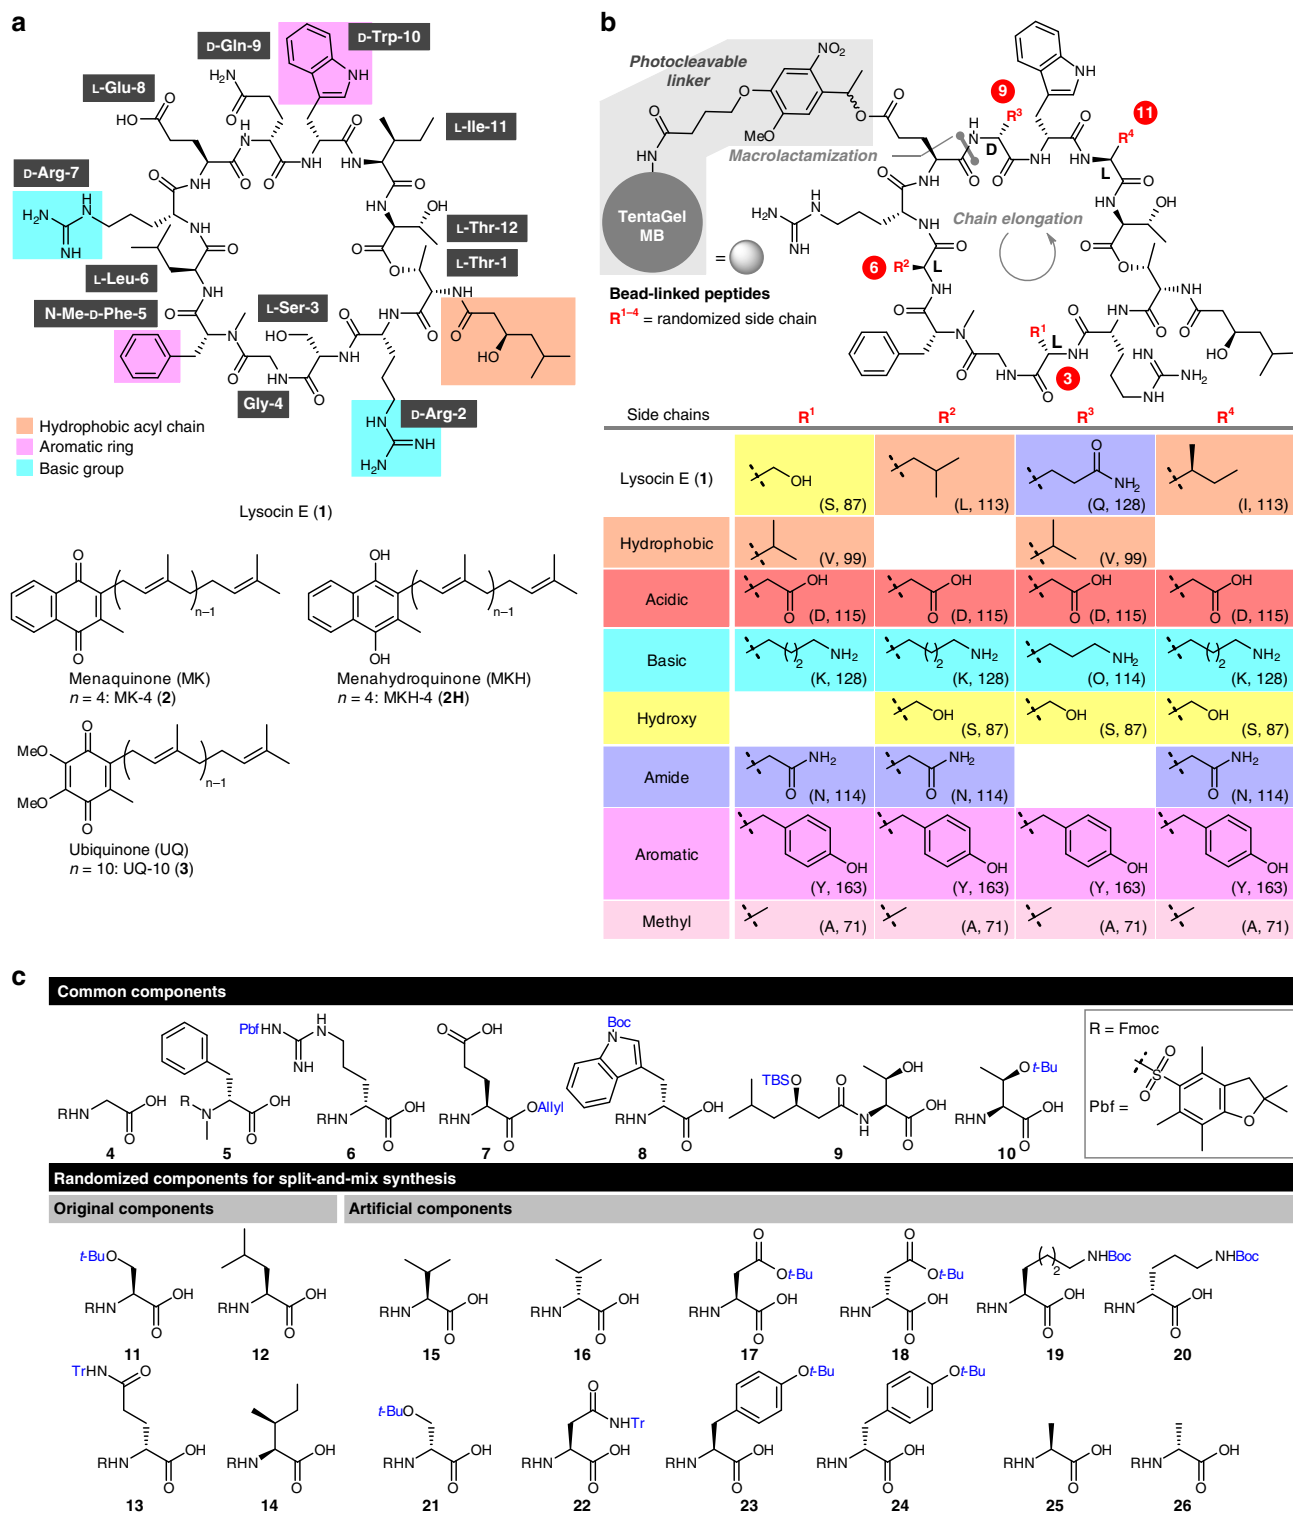 a
D-Gln-9
D-Trp-10
L-Glu-8
L-Ile-11
D-Arg-7
L-Thr-12
L-Thr-1
L-Leu-6
L-Ser-3
N-Me-D-Phe-5
Gly-4
D-Arg-2
Hydrophobic acyl chain
Aromatic ring
Basic group
Lysocin E (1)
Menaquinone (MK)
n = 4: MK-4 (2)
Menahydroquinone (MKH)
n = 4: MKH-4 (2H)
Ubiquinone (UQ)
n = 10: UQ-10 (3)
b
Photocleavable
linker
Macrolactamization
TentaGel
MB
Chain elongation
Bead-linked peptides
R1–4 = randomized side chain
9
11
6
3
Side chains R1 R2 R3 R4
Lysocin E (1) (S, 87) (L, 113) (Q, 128) (I, 113)
Hydrophobic (V, 99) (V, 99)
Acidic (D, 115) (D, 115) (D, 115) (D, 115)
Basic (K, 128) (K, 128) (O, 114) (K, 128)
Hydroxy (S, 87) (S, 87) (S, 87)
Amide (N, 114) (N, 114) (N, 114)
Aromatic (Y, 163) (Y, 163) (Y, 163) (Y, 163)
Methyl (A, 71) (A, 71) (A, 71) (A, 71)
c
Common components
R = Fmoc
Pbf =
4 5 6 7 8 9 10
Randomized components for split-and-mix synthesis
Original components Artificial components
11 12 15 16 17 18 19 20
13 14 21 22 23 24 25 26